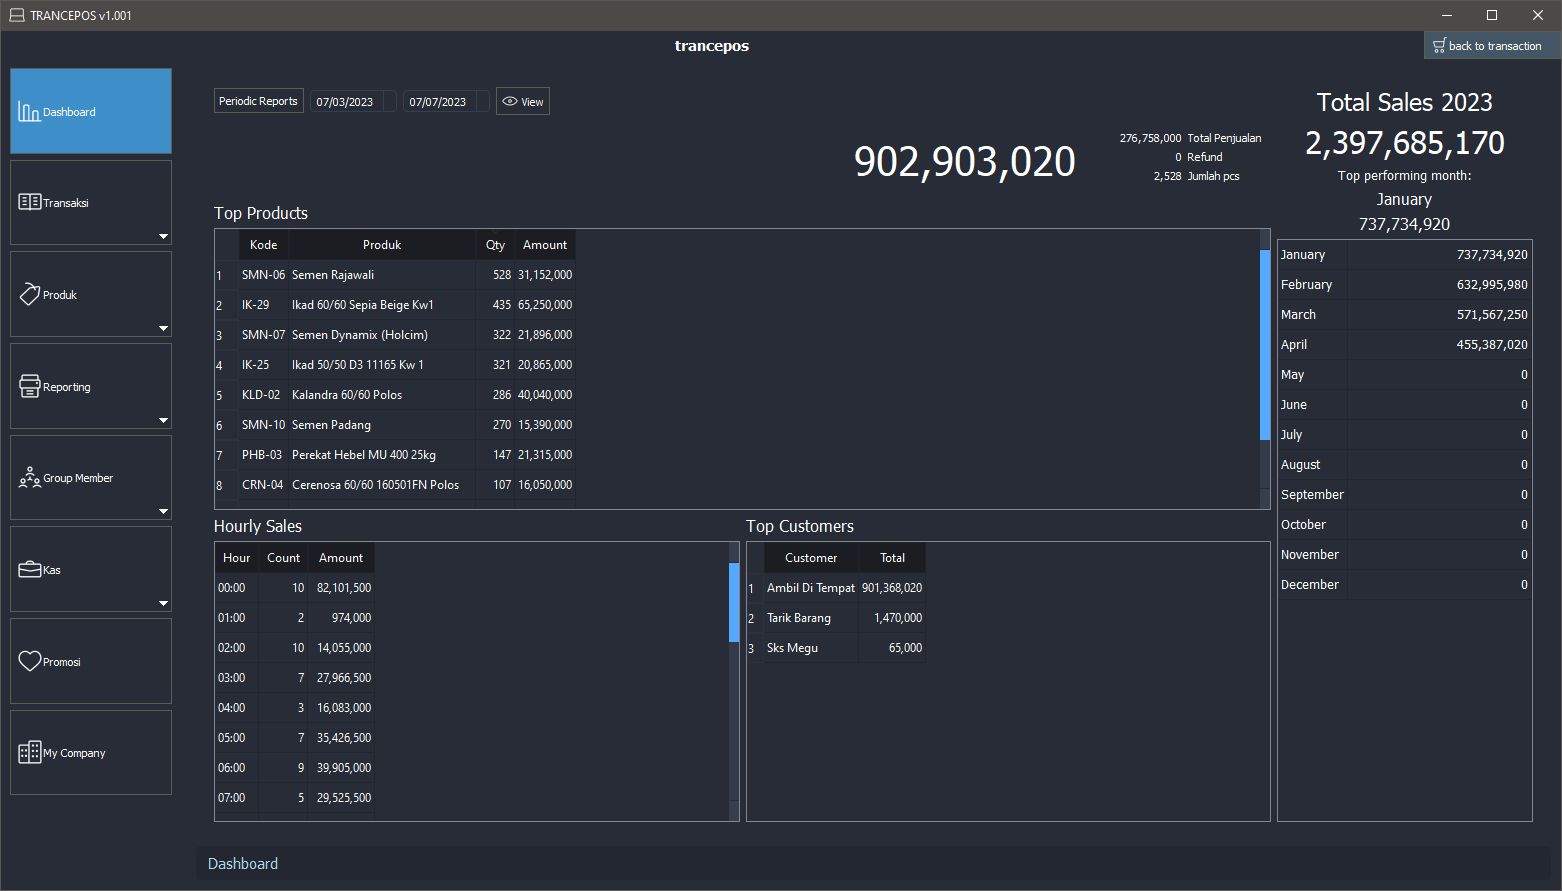 TRANCEPOS v1.001
trancepos
back to transaction
Dashboard
Transaksi
Produk
Reporting
Group Member
Kas
Promosi
My Company
Periodic Reports 07/03/2023 07/07/2023 View
902,903,020
276,758,000 Total Penjualan
0 Refund
2,528 Jumlah pcs
Top Products
Kode Produk Qty Amount
1 SMN-06 Semen Rajawali 528 31,152,000
2 IK-29 Ikad 60/60 Sepia Beige Kw1 435 65,250,000
3 SMN-07 Semen Dynamix (Holcim) 322 21,896,000
4 IK-25 Ikad 50/50 D3 11165 Kw 1 321 20,865,000
5 KLD-02 Kalandra 60/60 Polos 286 40,040,000
6 SMN-10 Semen Padang 270 15,390,000
7 PHB-03 Perekat Hebel MU 400 25kg 147 21,315,000
8 CRN-04 Cerenosa 60/60 160501FN Polos 107 16,050,000
Hourly Sales
Hour Count Amount
00:00 10 82,101,500
01:00 2 974,000
02:00 10 14,055,000
03:00 7 27,966,500
04:00 3 16,083,000
05:00 7 35,426,500
06:00 9 39,905,000
07:00 5 29,525,500
Top Customers
Customer Total
1 Ambil Di Tempat 901,368,020
2 Tarik Barang 1,470,000
3 Sks Megu 65,000
Total Sales 2023
2,397,685,170
Top performing month:
January
737,734,920
January 737,734,920
February 632,995,980
March 571,567,250
April 455,387,020
May 0
June 0
July 0
August 0
September 0
October 0
November 0
December 0
Dashboard